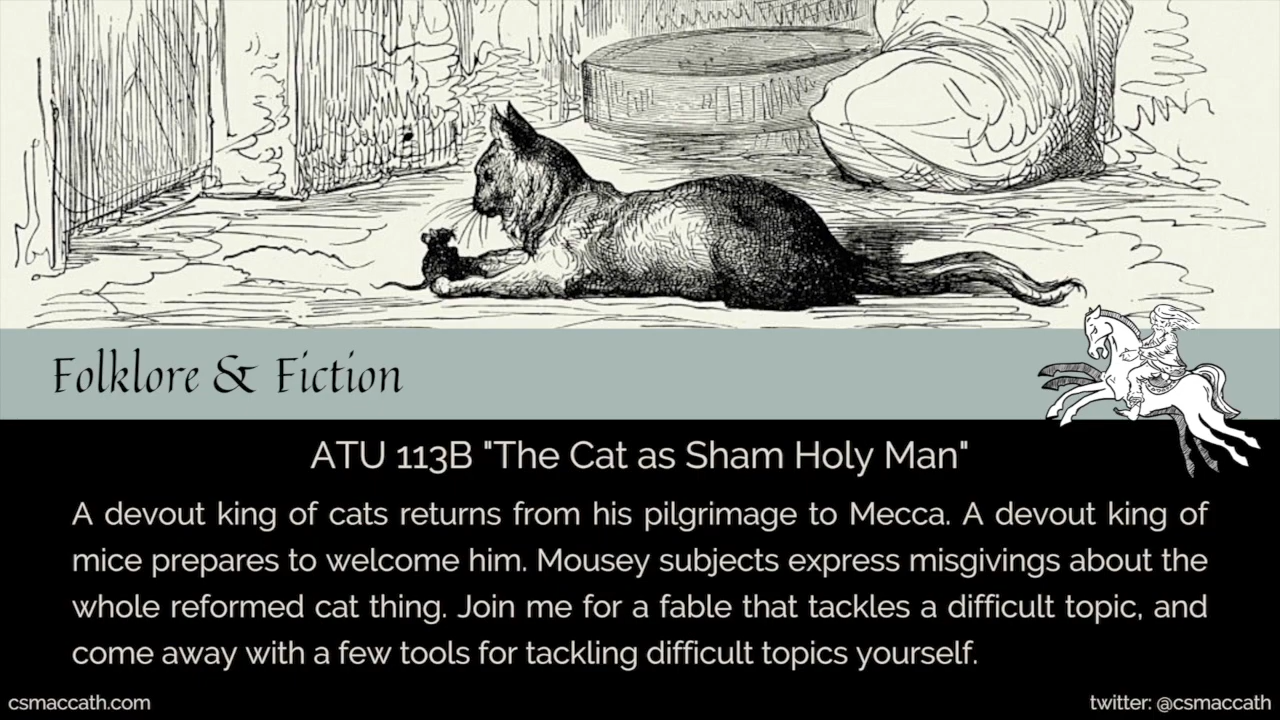 Folklore & Fiction
ATU 113B "The Cat as Sham Holy Man"
A devout king of cats returns from his pilgrimage to Mecca. A devout king of
mice prepares to welcome him. Mousey subjects express misgivings about the
whole reformed cat thing. Join me for a fable that tackles a difficult topic, and
come away with a few tools for tackling difficult topics yourself.
csmaccath.com
twitter: @csmaccath